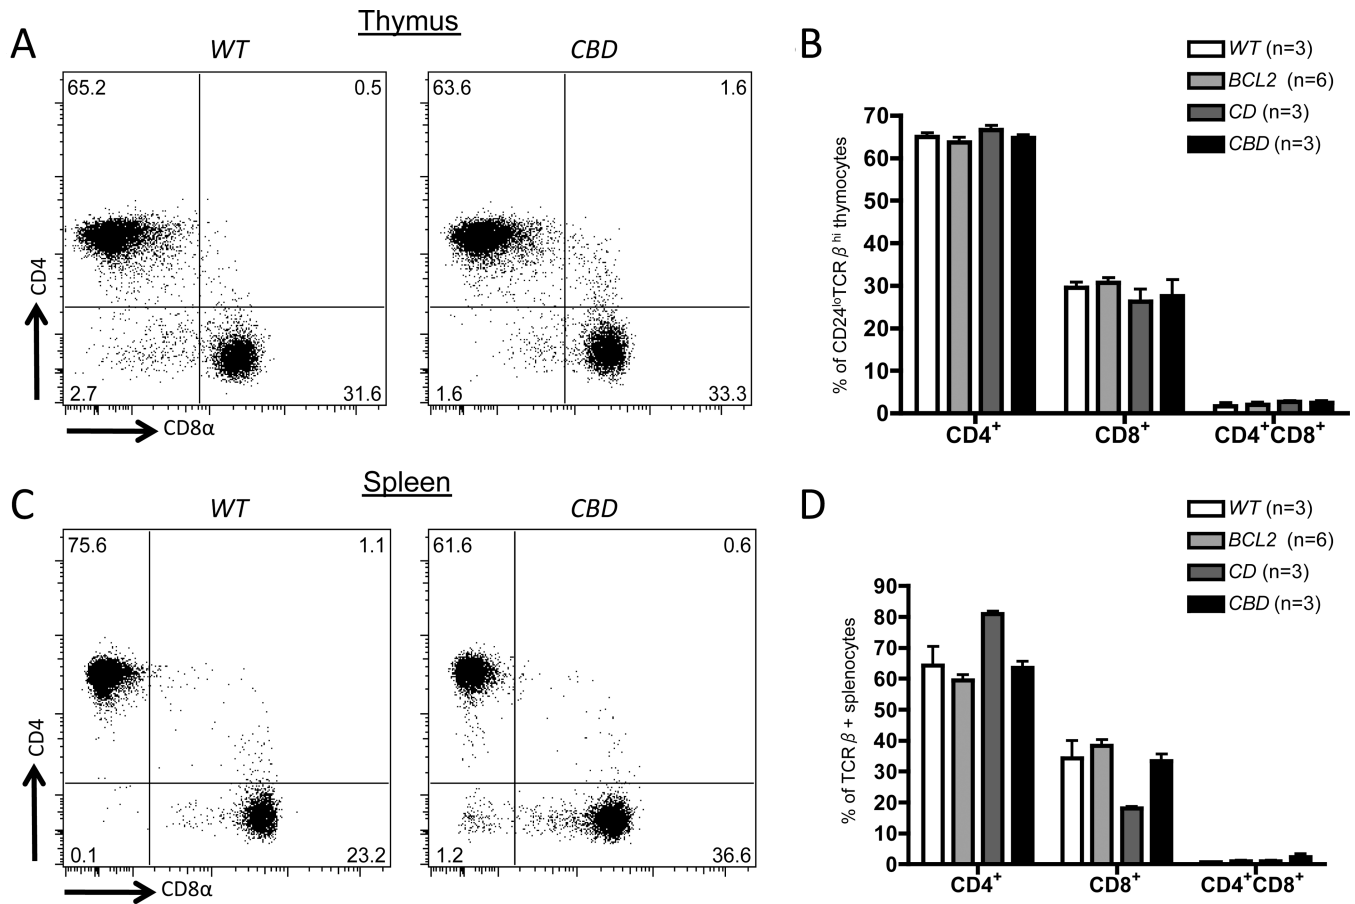 A
Thymus
WT
CBD
65.2
0.5
2.7
31.6
63.6
1.6
1.6
33.3
CD4
CD8α
B
WT (n=3)
BCL2 (n=6)
CD (n=3)
CBD (n=3)
% of CD24loTCRβhi thymocytes
70
60
50
40
30
20
10
0
CD4+
CD8+
CD4+CD8+
C
Spleen
WT
CBD
75.6
1.1
0.1
23.2
61.6
0.6
1.2
36.6
CD4
CD8α
D
WT (n=3)
BCL2 (n=6)
CD (n=3)
CBD (n=3)
% of TCRβ+ splenocytes
90
80
70
60
50
40
30
20
10
0
CD4+
CD8+
CD4+CD8+